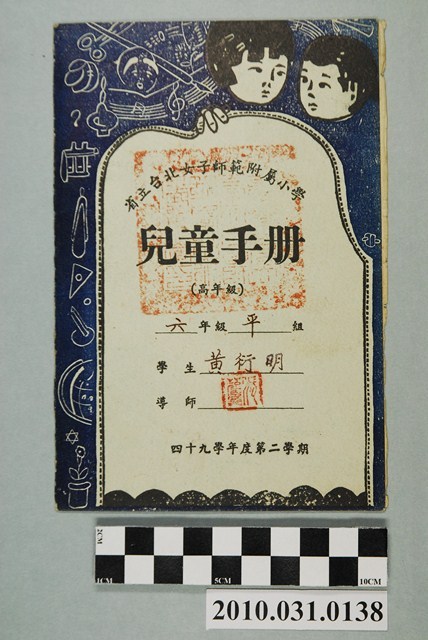 省立台北女子師範附屬小學
兒童手册
(高年級)
六年級平組
學生黃衍明
導師
四十九學年度第二學期
2CM
1CM 5CM 10CM
2010.031.0138